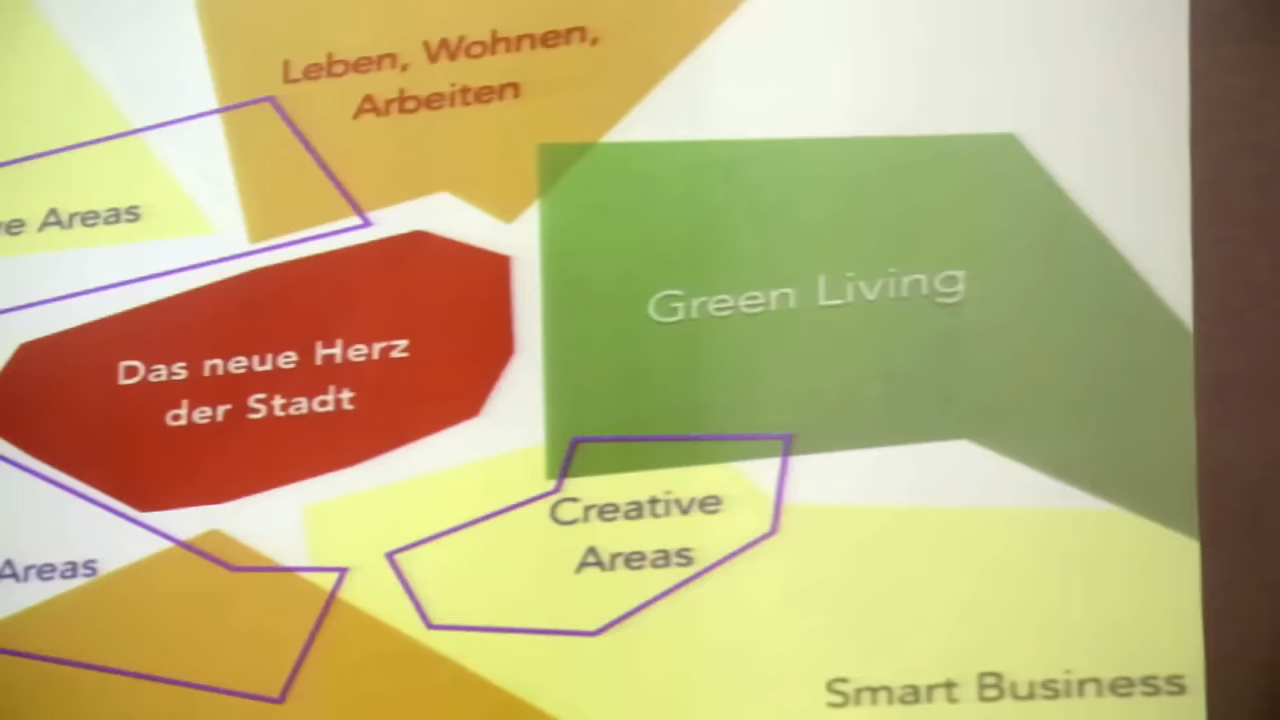 Leben, Wohnen,
Arbeiten
Areas
Green Living
Das neue Herz
der Stadt
Creative
Areas
Areas
Smart Business